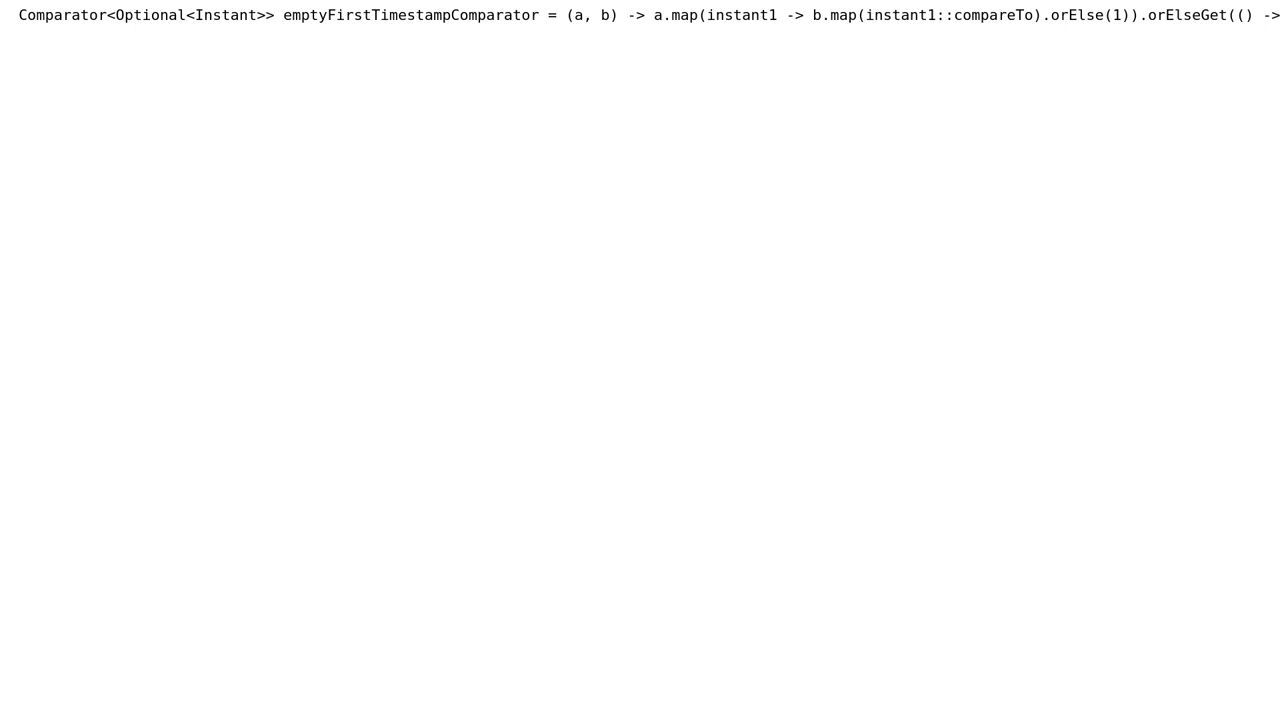 Comparator<Optional<Instant>> emptyFirstTimestampComparator = (a, b) -> a.map(instant1 -> b.map(instant1::compareTo).orElse(1)).orElseGet(() ->